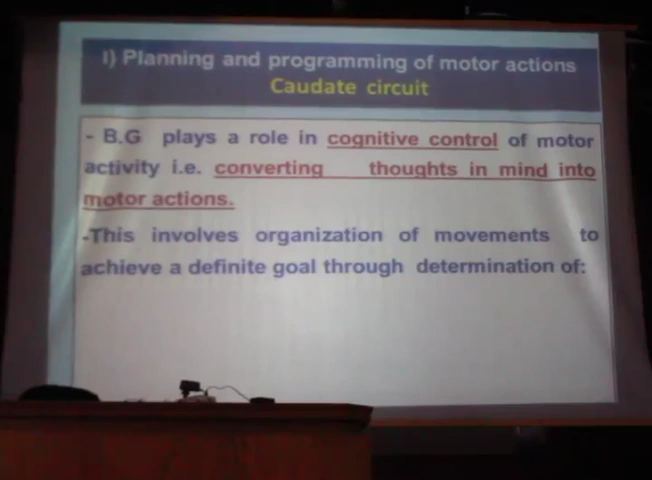 I) Planning and programming of motor actions
Caudate circuit
- B.G plays a role in cognitive control of motor
activity i.e. converting thoughts in mind into
motor actions.
-This involves organization of movements to
achieve a definite goal through determination of: